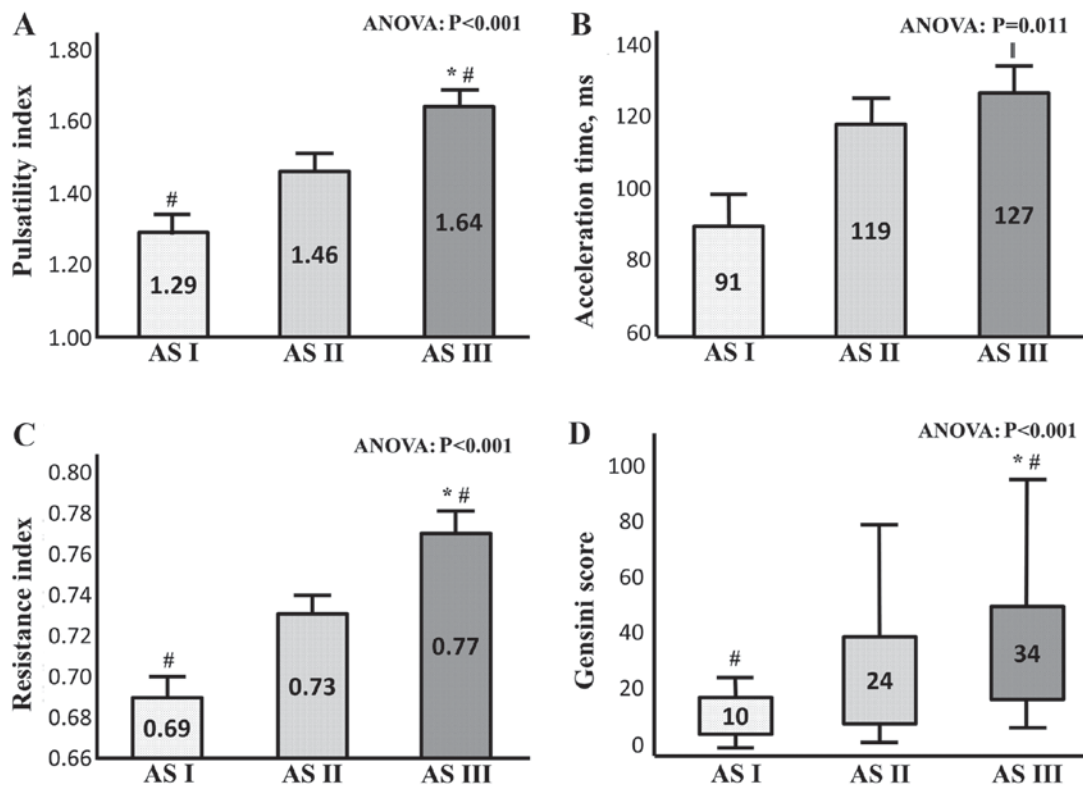 A
ANOVA: P<0.001
Pulsatility index
1.80
1.60
1.40
1.20
1.00
#
* #
1.29
1.46
1.64
AS I
AS II
AS III
B
ANOVA: P=0.011
Acceleration time, ms
140
120
100
80
60
‖
91
119
127
AS I
AS II
AS III
C
ANOVA: P<0.001
Resistance index
0.80
0.78
0.76
0.74
0.72
0.70
0.68
0.66
#
* #
0.69
0.73
0.77
AS I
AS II
AS III
D
ANOVA: P<0.001
Gensini score
100
80
60
40
20
0
#
* #
10
24
34
AS I
AS II
AS III